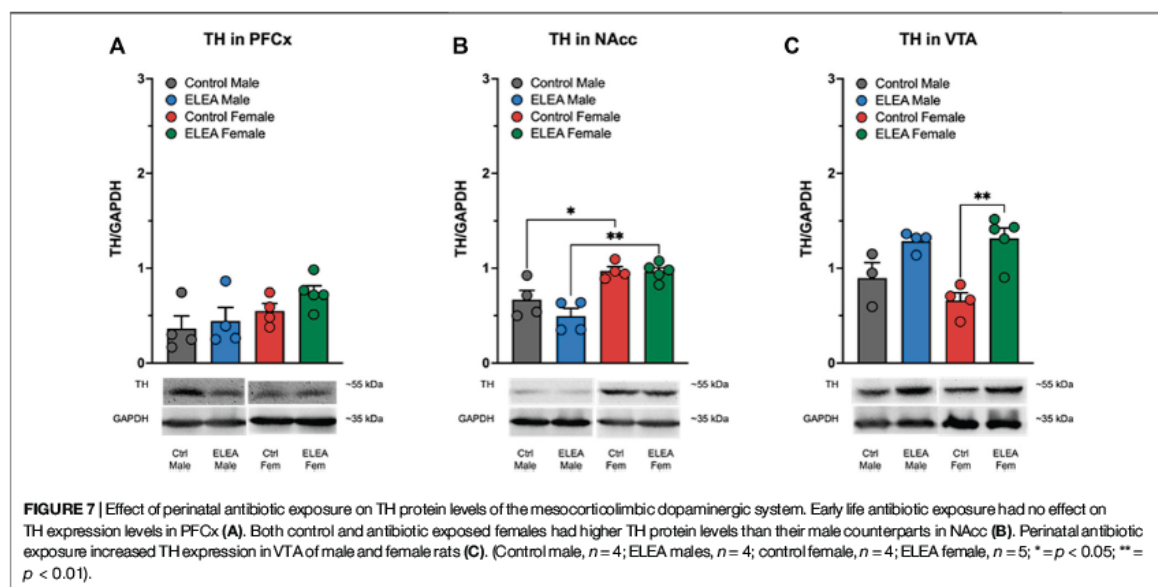 A
TH in PFCx
B
TH in NAcc
C
TH in VTA
TH/GAPDH
3
2
1
0
Control Male
ELEA Male
Control Female
ELEA Female
TH
~55 kDa
GAPDH
~35 kDa
Ctrl Male
ELEA Male
Ctrl Fem
ELEA Fem
TH/GAPDH
3
2
1
0
Control Male
ELEA Male
Control Female
ELEA Female
*
**
TH
~55 kDa
GAPDH
~35 kDa
Ctrl Male
ELEA Male
Ctrl Fem
ELEA Fem
TH/GAPDH
3
2
1
0
Control Male
ELEA Male
Control Female
ELEA Female
**
TH
~55 kDa
GAPDH
~35 kDa
Ctrl Male
ELEA Male
Ctrl Fem
ELEA Fem
FIGURE 7 | Effect of perinatal antibiotic exposure on TH protein levels of the mesocorticolimbic dopaminergic system. Early life antibiotic exposure had no effect on
TH expression levels in PFCx (A). Both control and antibiotic exposed females had higher TH protein levels than their male counterparts in NAcc (B). Perinatal antibiotic
exposure increased TH expression in VTA of male and female rats (C). (Control male, n = 4; ELEA males, n = 4; control female, n = 4; ELEA female, n = 5; * = p < 0.05; ** =
p < 0.01).